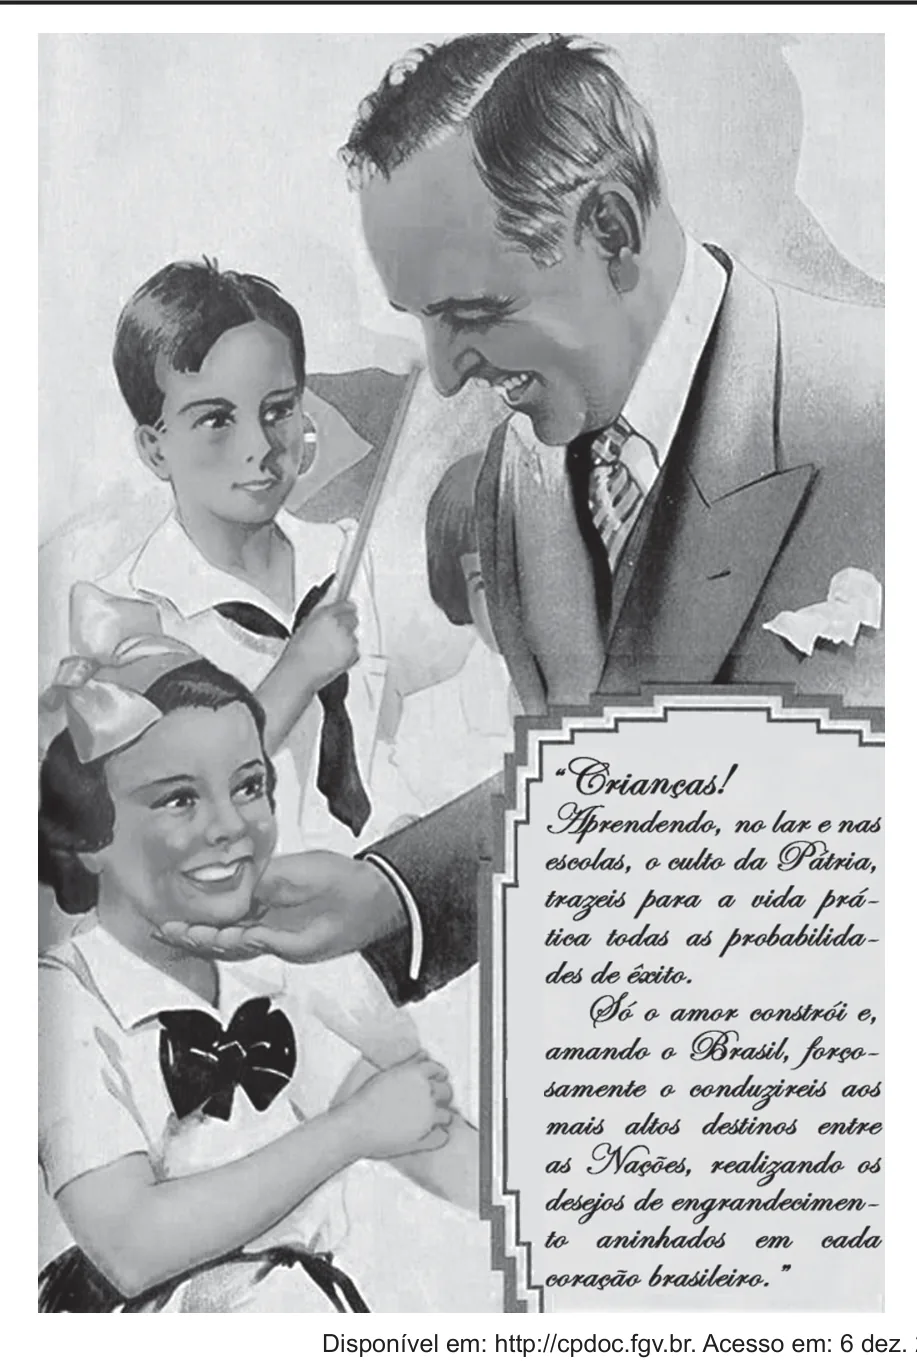 “Crianças!
Aprendendo, no lar e nas
escolas, o culto da Pátria,
trazeis para a vida prá-
tica todas as probabilida-
des de êxito.
Só o amor constrói e,
amando o Brasil, forço-
samente o conduzireis aos
mais altos destinos entre
as Nações, realizando os
desejos de engrandecimen-
to aninhados em cada
coração brasileiro.”
Disponível em: http://cpdoc.fgv.br. Acesso em: 6 dez.